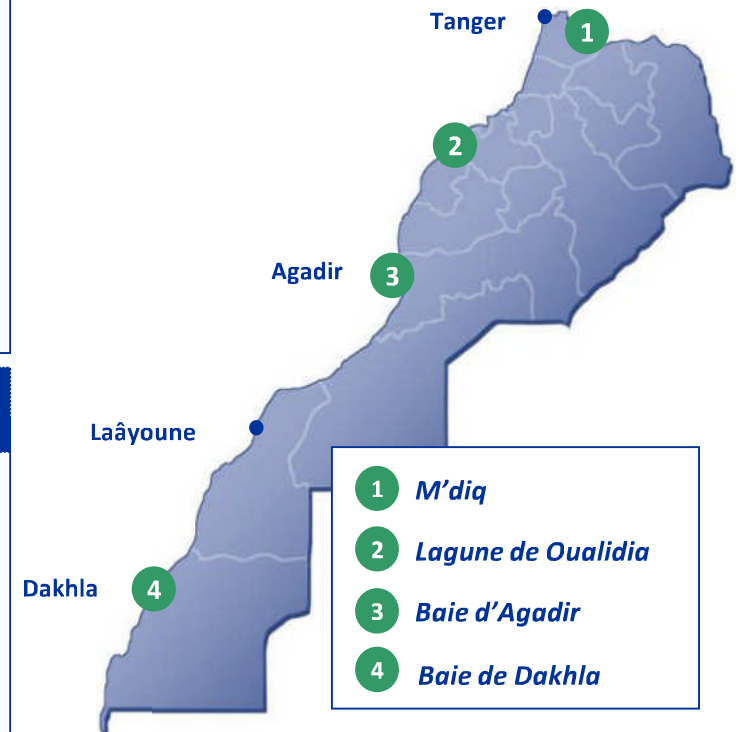 Tanger
1
2
Agadir
3
Laâyoune
Dakhla
4
1 M’diq
2 Lagune de Oualidia
3 Baie d’Agadir
4 Baie de Dakhla